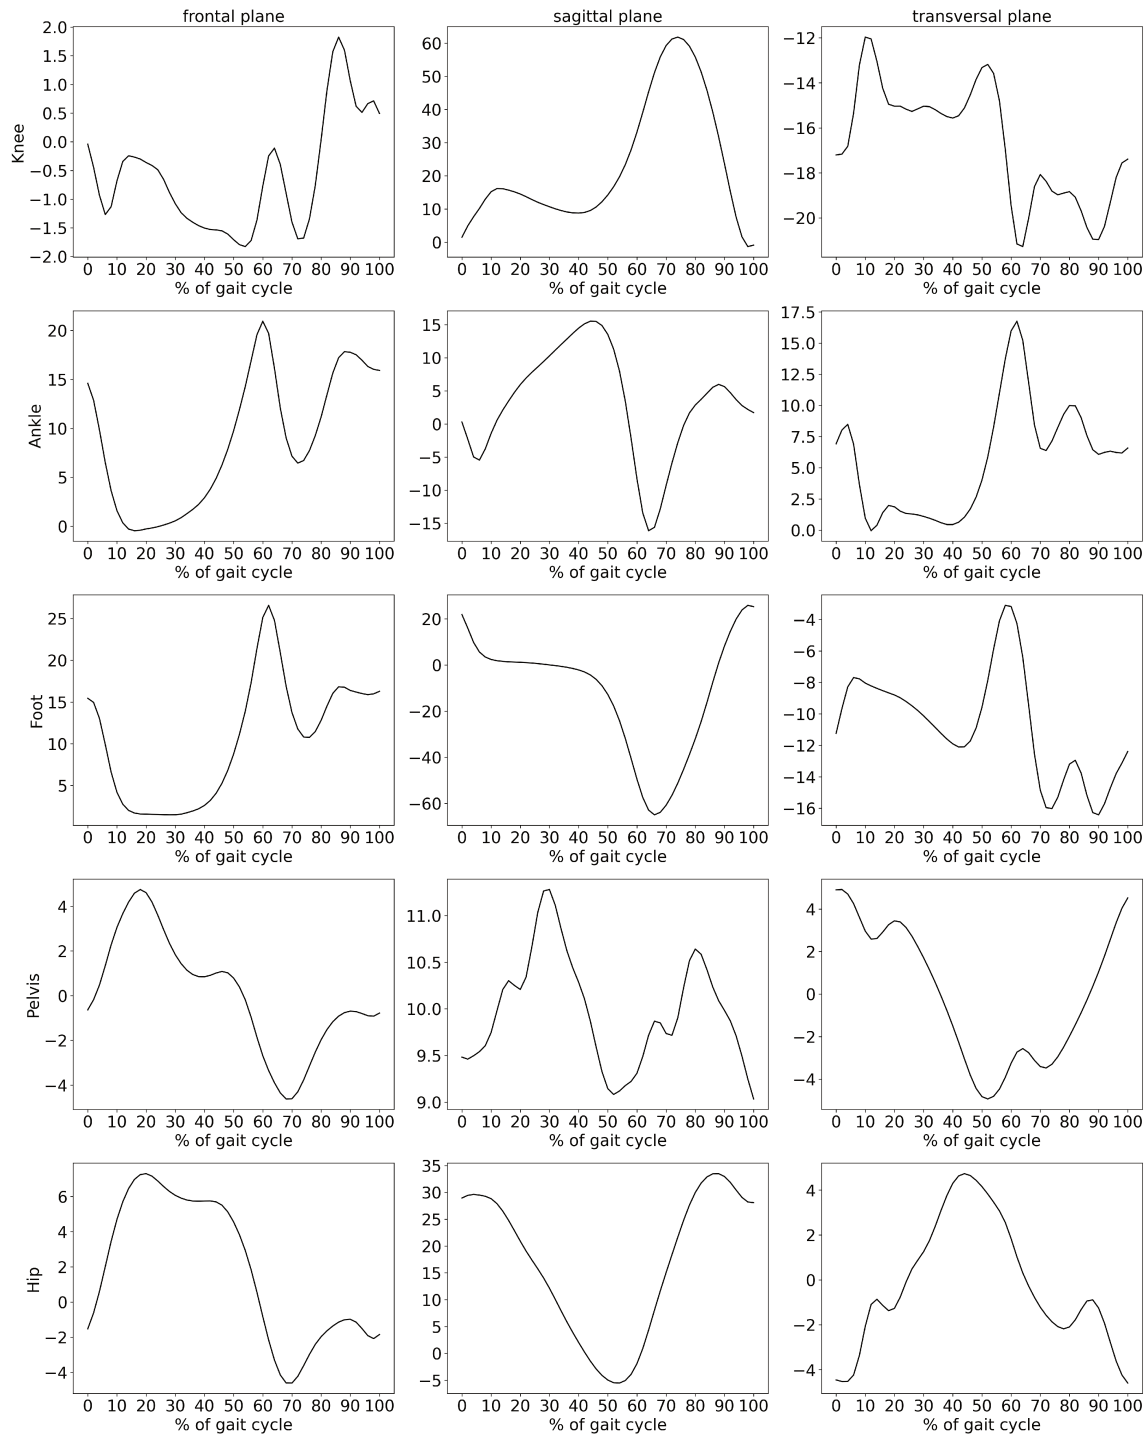 frontal plane sagittal plane transversal plane
2.0 1.5 1.0 0.5 0.0 −0.5 −1.0 −1.5 −2.0
Knee
0 10 20 30 40 50 60 70 80 90 100
% of gait cycle
60 50 40 30 20 10 0
0 10 20 30 40 50 60 70 80 90 100
% of gait cycle
−12 −14 −16 −18 −20
0 10 20 30 40 50 60 70 80 90 100
% of gait cycle
20 15 10 5 0
Ankle
0 10 20 30 40 50 60 70 80 90 100
% of gait cycle
15 10 5 0 −5 −10 −15
0 10 20 30 40 50 60 70 80 90 100
% of gait cycle
17.5 15.0 12.5 10.0 7.5 5.0 2.5 0.0
0 10 20 30 40 50 60 70 80 90 100
% of gait cycle
25 20 15 10 5
Foot
0 10 20 30 40 50 60 70 80 90 100
% of gait cycle
20 0 −20 −40 −60
0 10 20 30 40 50 60 70 80 90 100
% of gait cycle
−4 −6 −8 −10 −12 −14 −16
0 10 20 30 40 50 60 70 80 90 100
% of gait cycle
4 2 0 −2 −4
Pelvis
0 10 20 30 40 50 60 70 80 90 100
% of gait cycle
11.0 10.5 10.0 9.5 9.0
0 10 20 30 40 50 60 70 80 90 100
% of gait cycle
4 2 0 −2 −4
0 10 20 30 40 50 60 70 80 90 100
% of gait cycle
6 4 2 0 −2 −4
Hip
0 10 20 30 40 50 60 70 80 90 100
% of gait cycle
35 30 25 20 15 10 5 0 −5
0 10 20 30 40 50 60 70 80 90 100
% of gait cycle
4 2 0 −2 −4
0 10 20 30 40 50 60 70 80 90 100
% of gait cycle